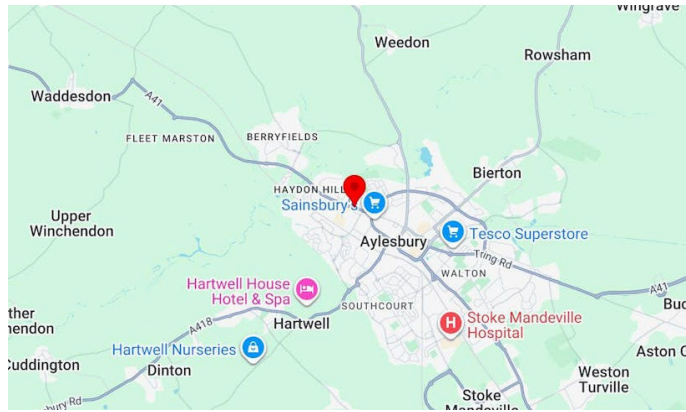 Wingrave
Weedon
Rowsham
Waddesdon
A41
FLEET MARSTON
BERRYFIELDS
Bierton
HAYDON HILL
Sainsbury's
Upper
Winchendon
Aylesbury
Tesco Superstore
Tring Rd
WALTON
A41
Hartwell House
Hotel & Spa
SOUTHCOURT
Hartwell
Stoke Mandeville
Hospital
A418
Hartwell Nurseries
Dinton
Cuddington
Aston C
Weston
Turville
Stoke
Mandeville